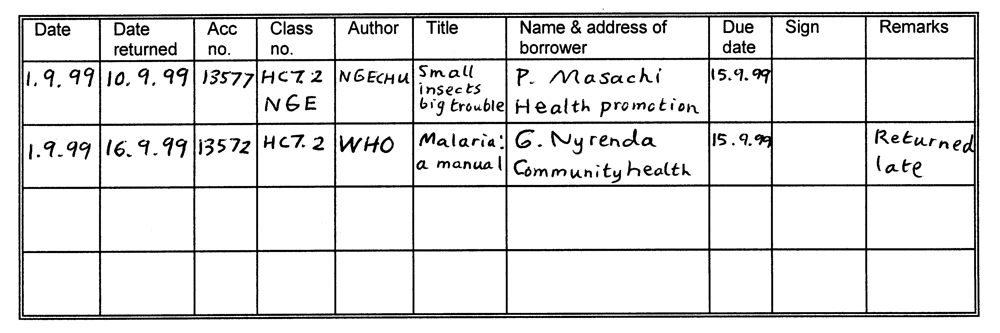 Date | Date returned | Acc no. | Class no. | Author | Title | Name & address of borrower | Due date | Sign | Remarks
1.9.99 | 10.9.99 | 13577 | HC7.2 NGE | NGECHU | Small insects big trouble | P. Masachi Health promotion | 15.9.99 | |
1.9.99 | 16.9.99 | 13572 | HC7.2 | WHO | Malaria: a manual | G. Nyrenda Community health | 15.9.99 | | Returned late